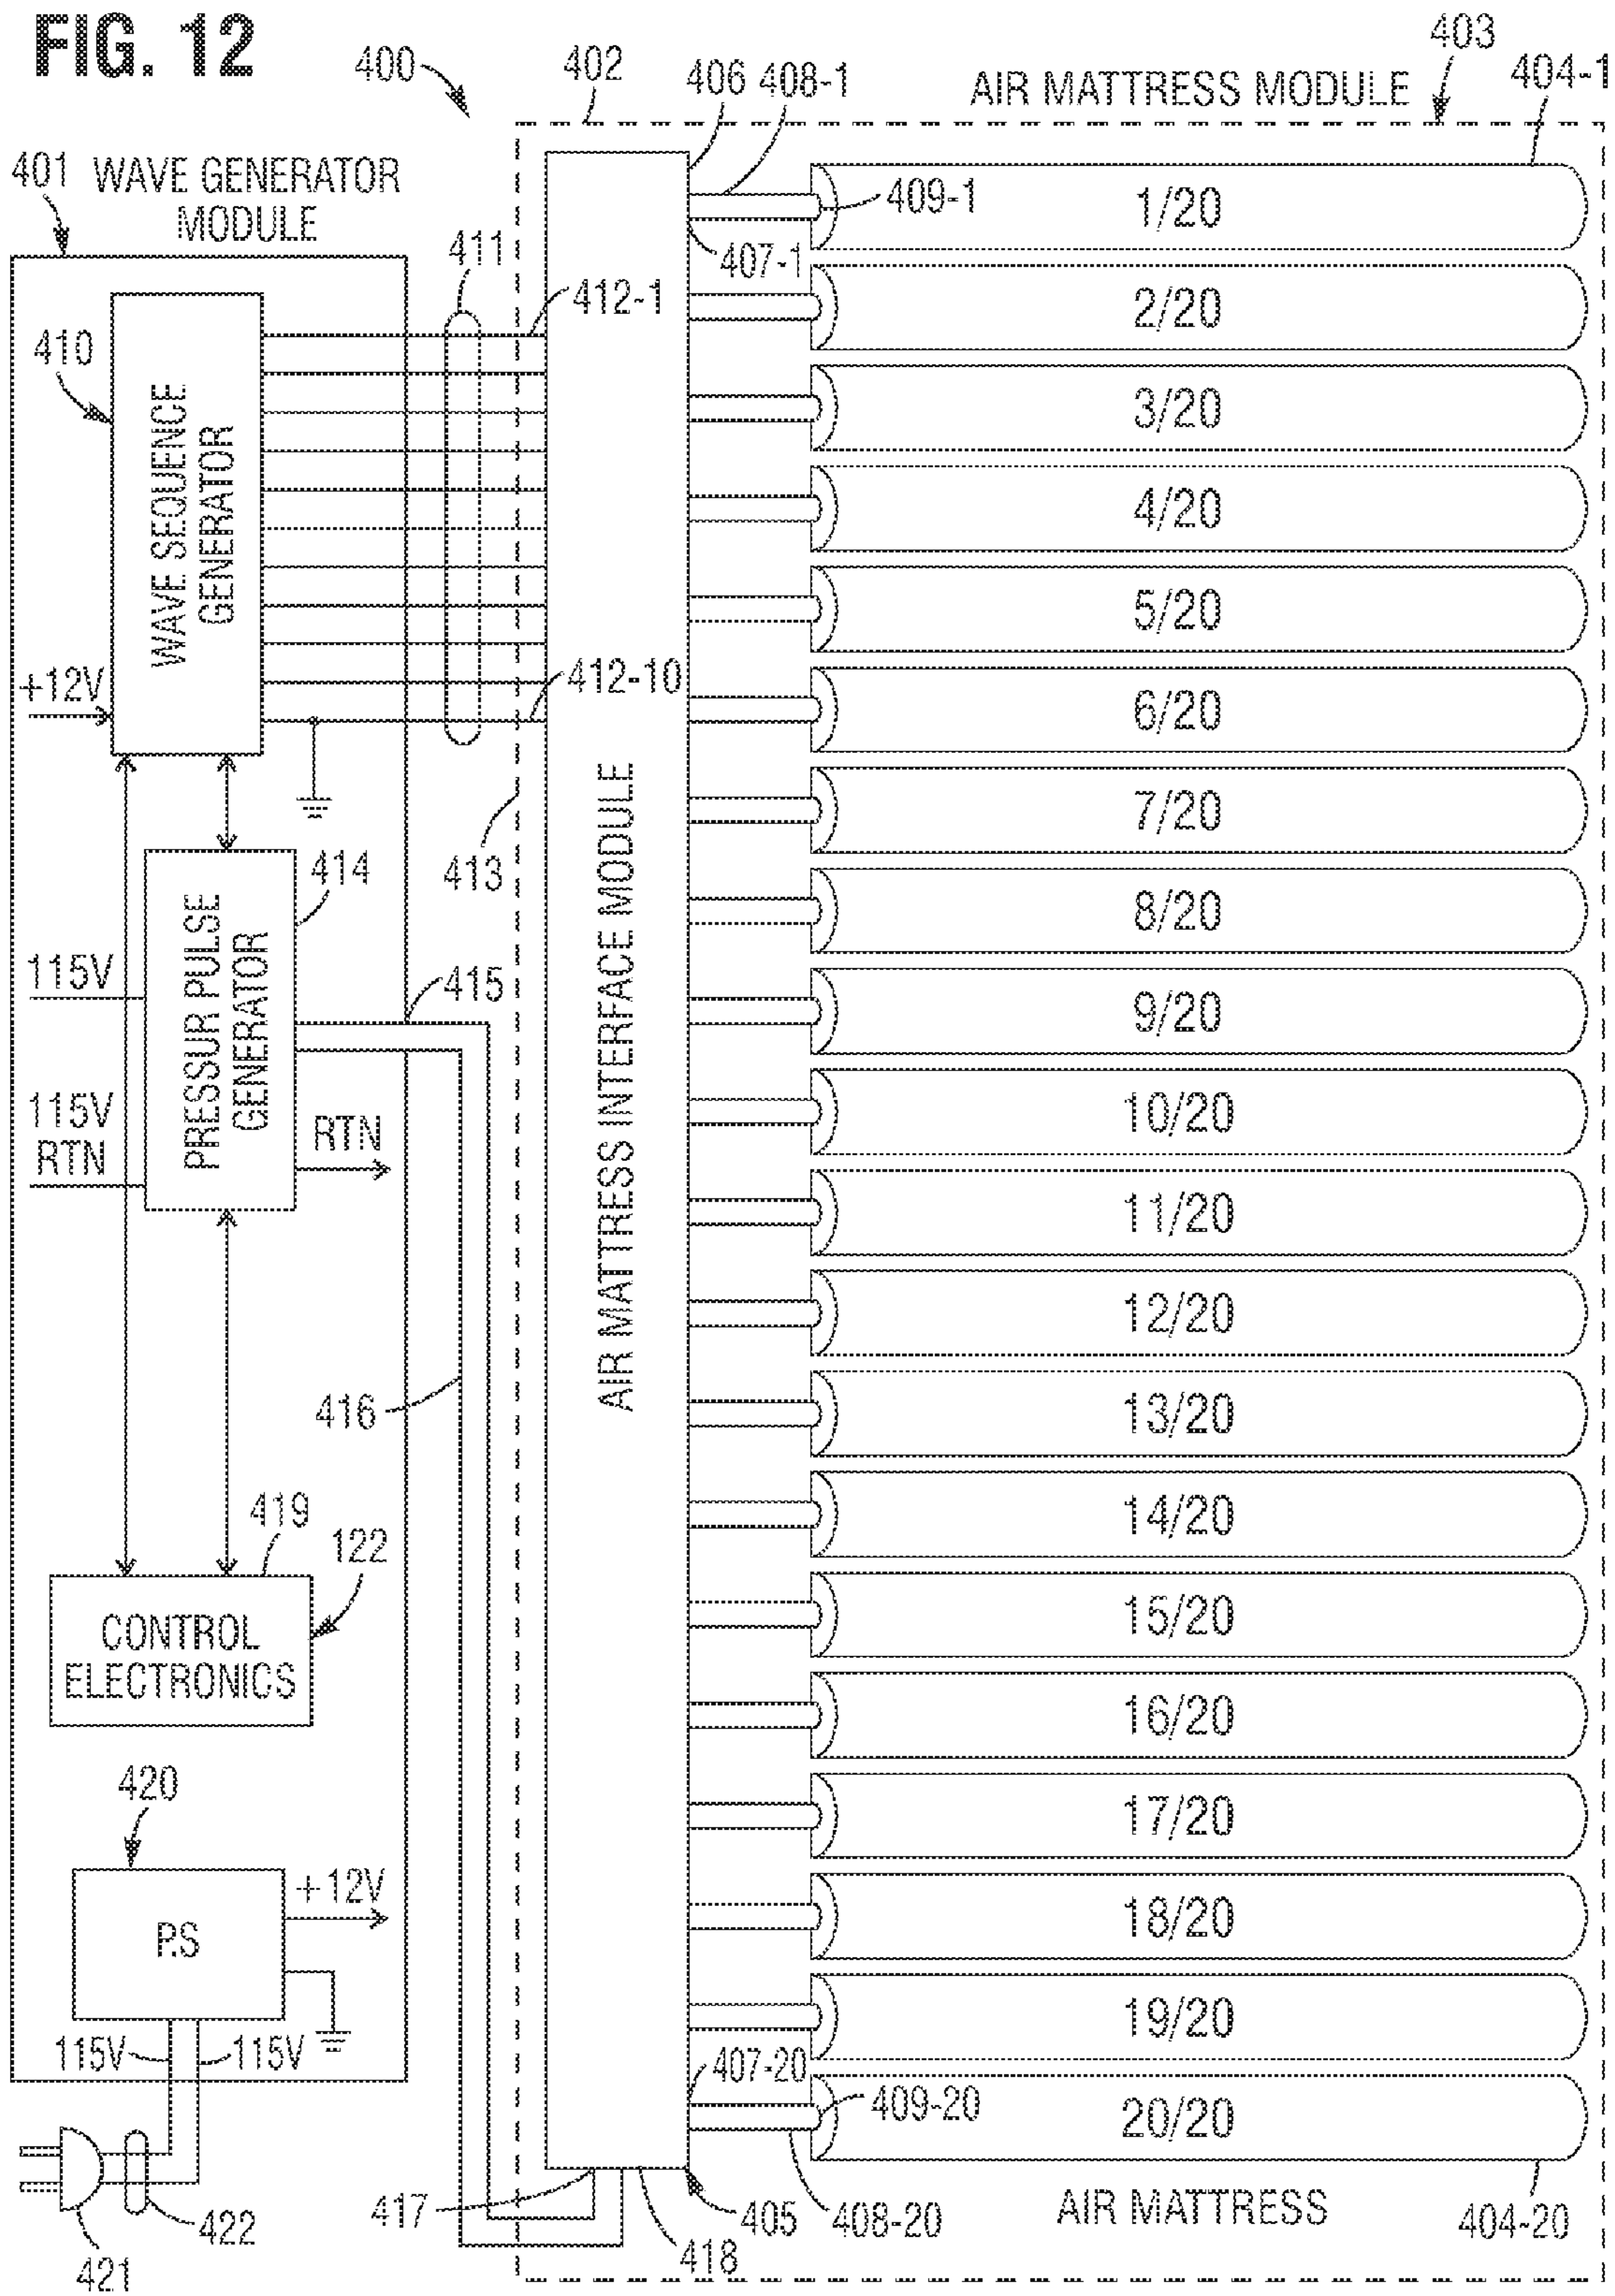 FIG. 12
400
402
406
408-1
AIR MATTRESS MODULE
403
404-1
401
WAVE GENERATOR
MODULE
411
409-1
407-1
412-1
410
WAVE SEQUENCE
GENERATOR
+12V
412-10
413
414
PRESSUR PULSE
GENERATOR
115V
115V
RTN
RTN
415
416
AIR MATTRESS INTERFACE MODULE
419
122
CONTROL
ELECTRONICS
420
P.S
+12V
115V
115V
421
422
417
418
405
407-20
409-20
408-20
AIR MATTRESS
404-20
1/20
2/20
3/20
4/20
5/20
6/20
7/20
8/20
9/20
10/20
11/20
12/20
13/20
14/20
15/20
16/20
17/20
18/20
19/20
20/20